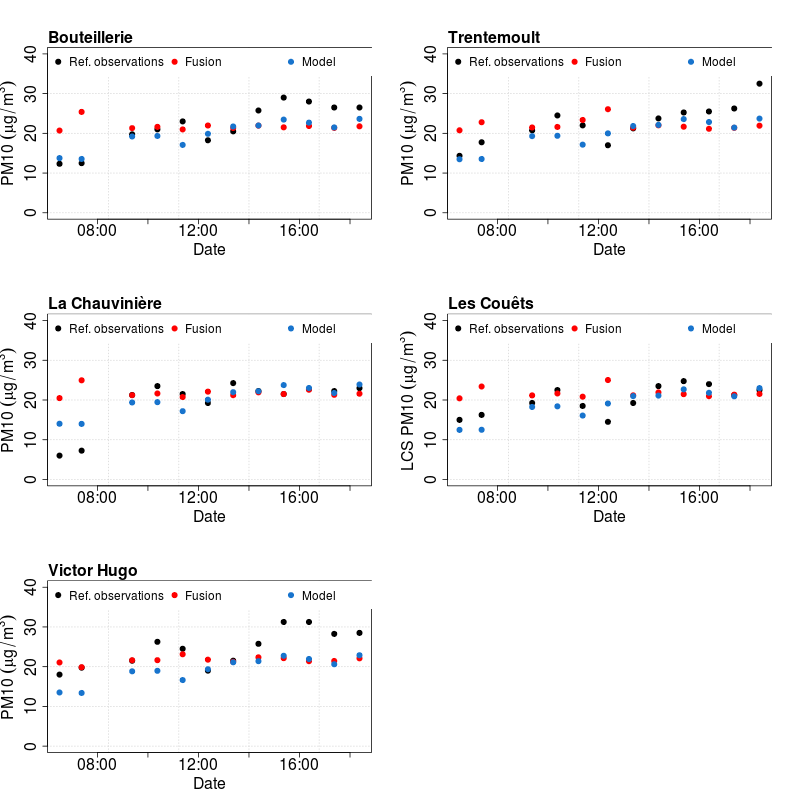 Bouteillerie
Ref. observations Fusion Model
PM10 (μg/m³)
0 10 20 30 40
08:00 12:00 16:00
Date
Trentemoult
Ref. observations Fusion Model
PM10 (μg/m³)
0 10 20 30 40
08:00 12:00 16:00
Date
La Chauvinière
Ref. observations Fusion Model
PM10 (μg/m³)
0 10 20 30 40
08:00 12:00 16:00
Date
Les Couêts
Ref. observations Fusion Model
LCS PM10 (μg/m³)
0 10 20 30 40
08:00 12:00 16:00
Date
Victor Hugo
Ref. observations Fusion Model
PM10 (μg/m³)
0 10 20 30 40
08:00 12:00 16:00
Date